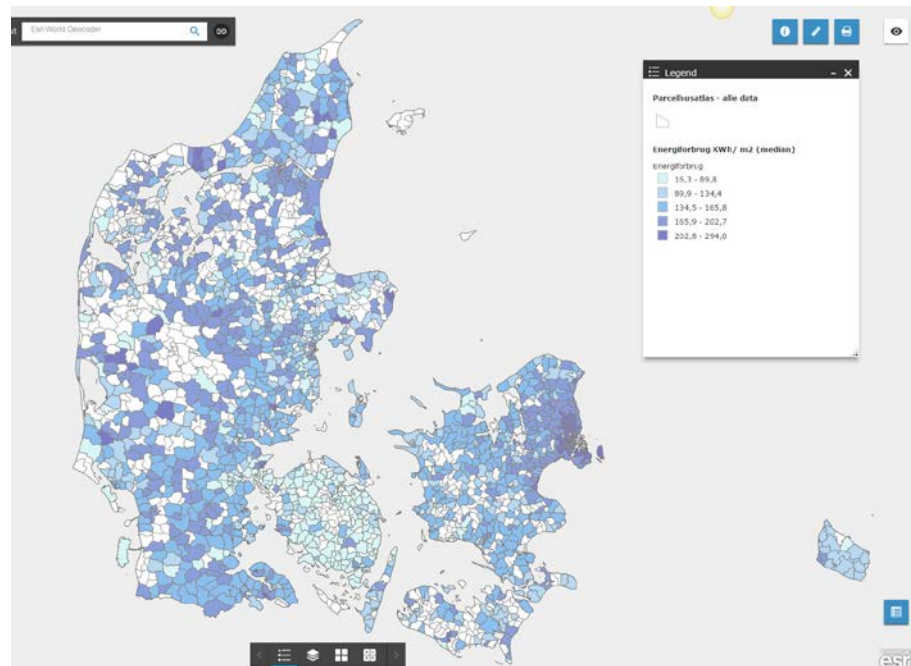 Esri World Geocoder
Legend
Parcelhusatlas - alle data
Energiforbrug KWh/ m2 (median)
Energiforbrug
16,3 - 89,8
89,9 - 134,4
134,5 - 165,8
165,9 - 202,7
202,8 - 294,0
esri